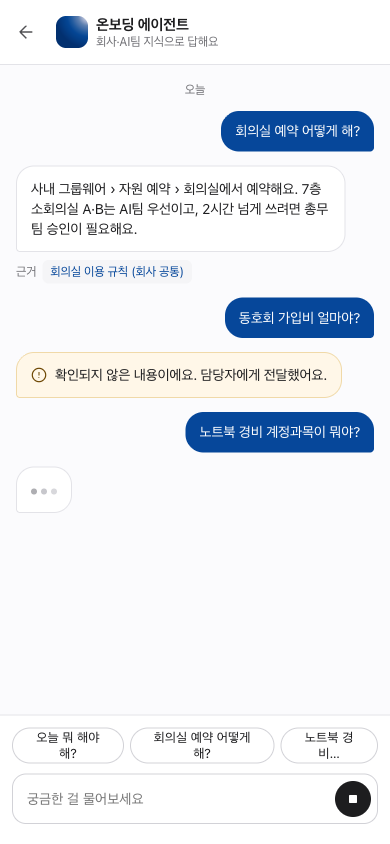 온보딩 에이전트
회사·AI팀 지식으로 답해요
오늘
회의실 예약 어떻게 해?
사내 그룹웨어 › 자원 예약 › 회의실에서 예약해요. 7층
소회의실 A·B는 AI팀 우선이고, 2시간 넘게 쓰려면 총무
팀 승인이 필요해요.
근거 회의실 이용 규칙 (회사 공통)
동호회 가입비 얼마야?
확인되지 않은 내용이에요. 담당자에게 전달했어요.
노트북 경비 계정과목이 뭐야?
오늘 뭐 해야
해?
회의실 예약 어떻게
해?
노트북 경
비...
궁금한 걸 물어보세요